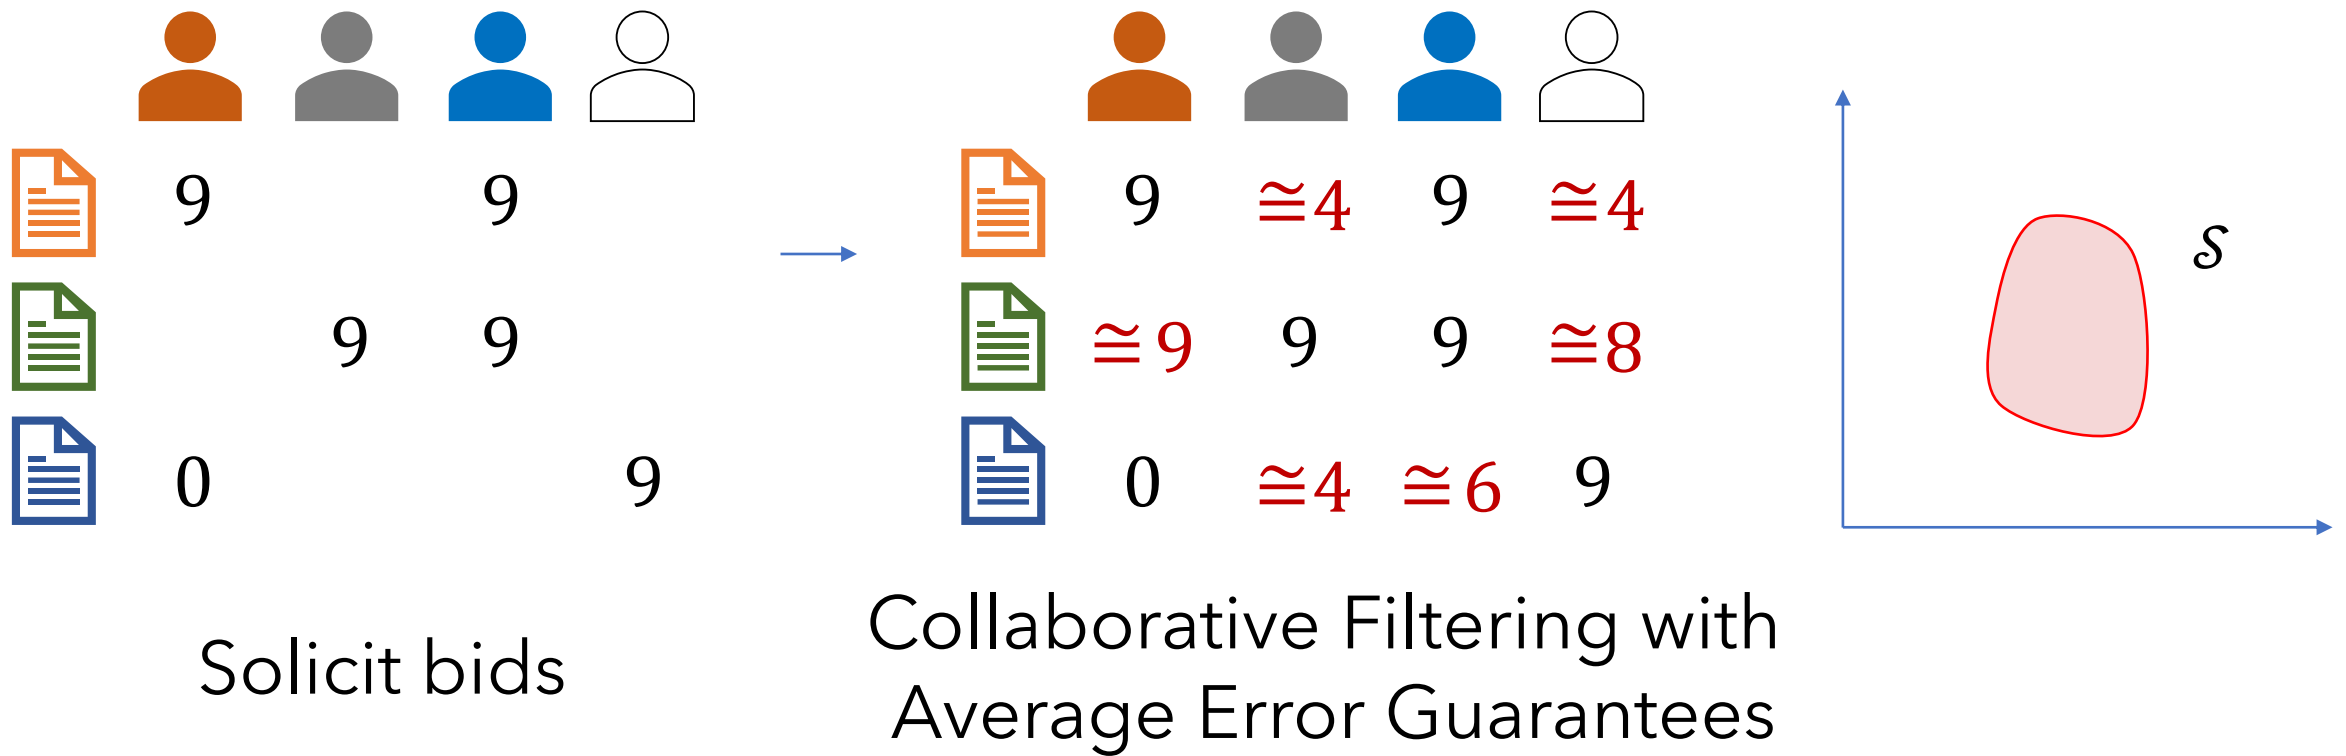 9 9
9 9
0 9
9 ≅4 9 ≅4
≅9 9 9 ≅8
0 ≅4 ≅6 9
𝒮
Solicit bids
Collaborative Filtering with
Average Error Guarantees